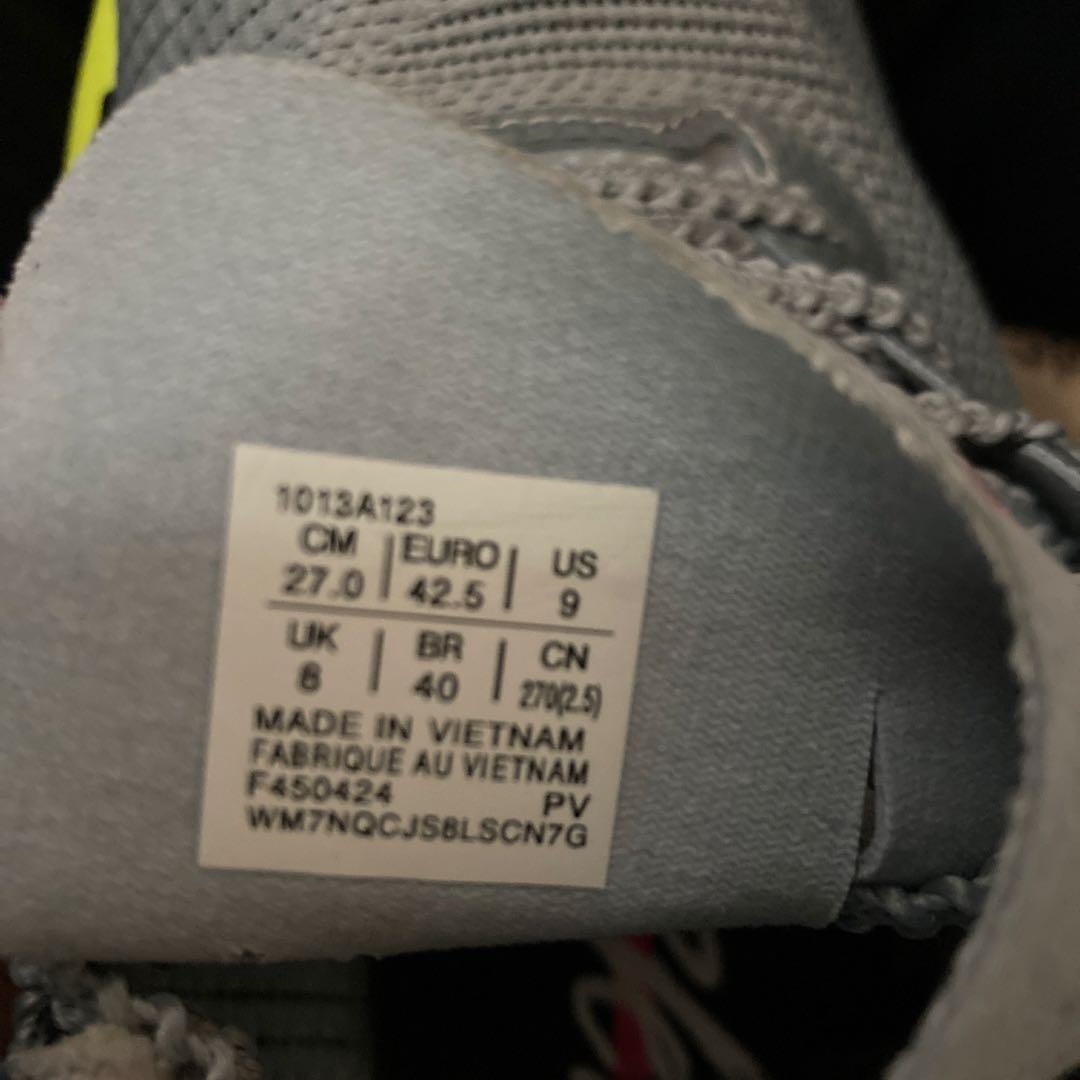 1013A123
CM | EURO | US
27.0 | 42.5 | 9
UK | BR | CN
8 | 40 | 270(2.5)
MADE IN VIETNAM
FABRIQUE AU VIETNAM
F450424 PV
WM7NQCJS8LSCN7G